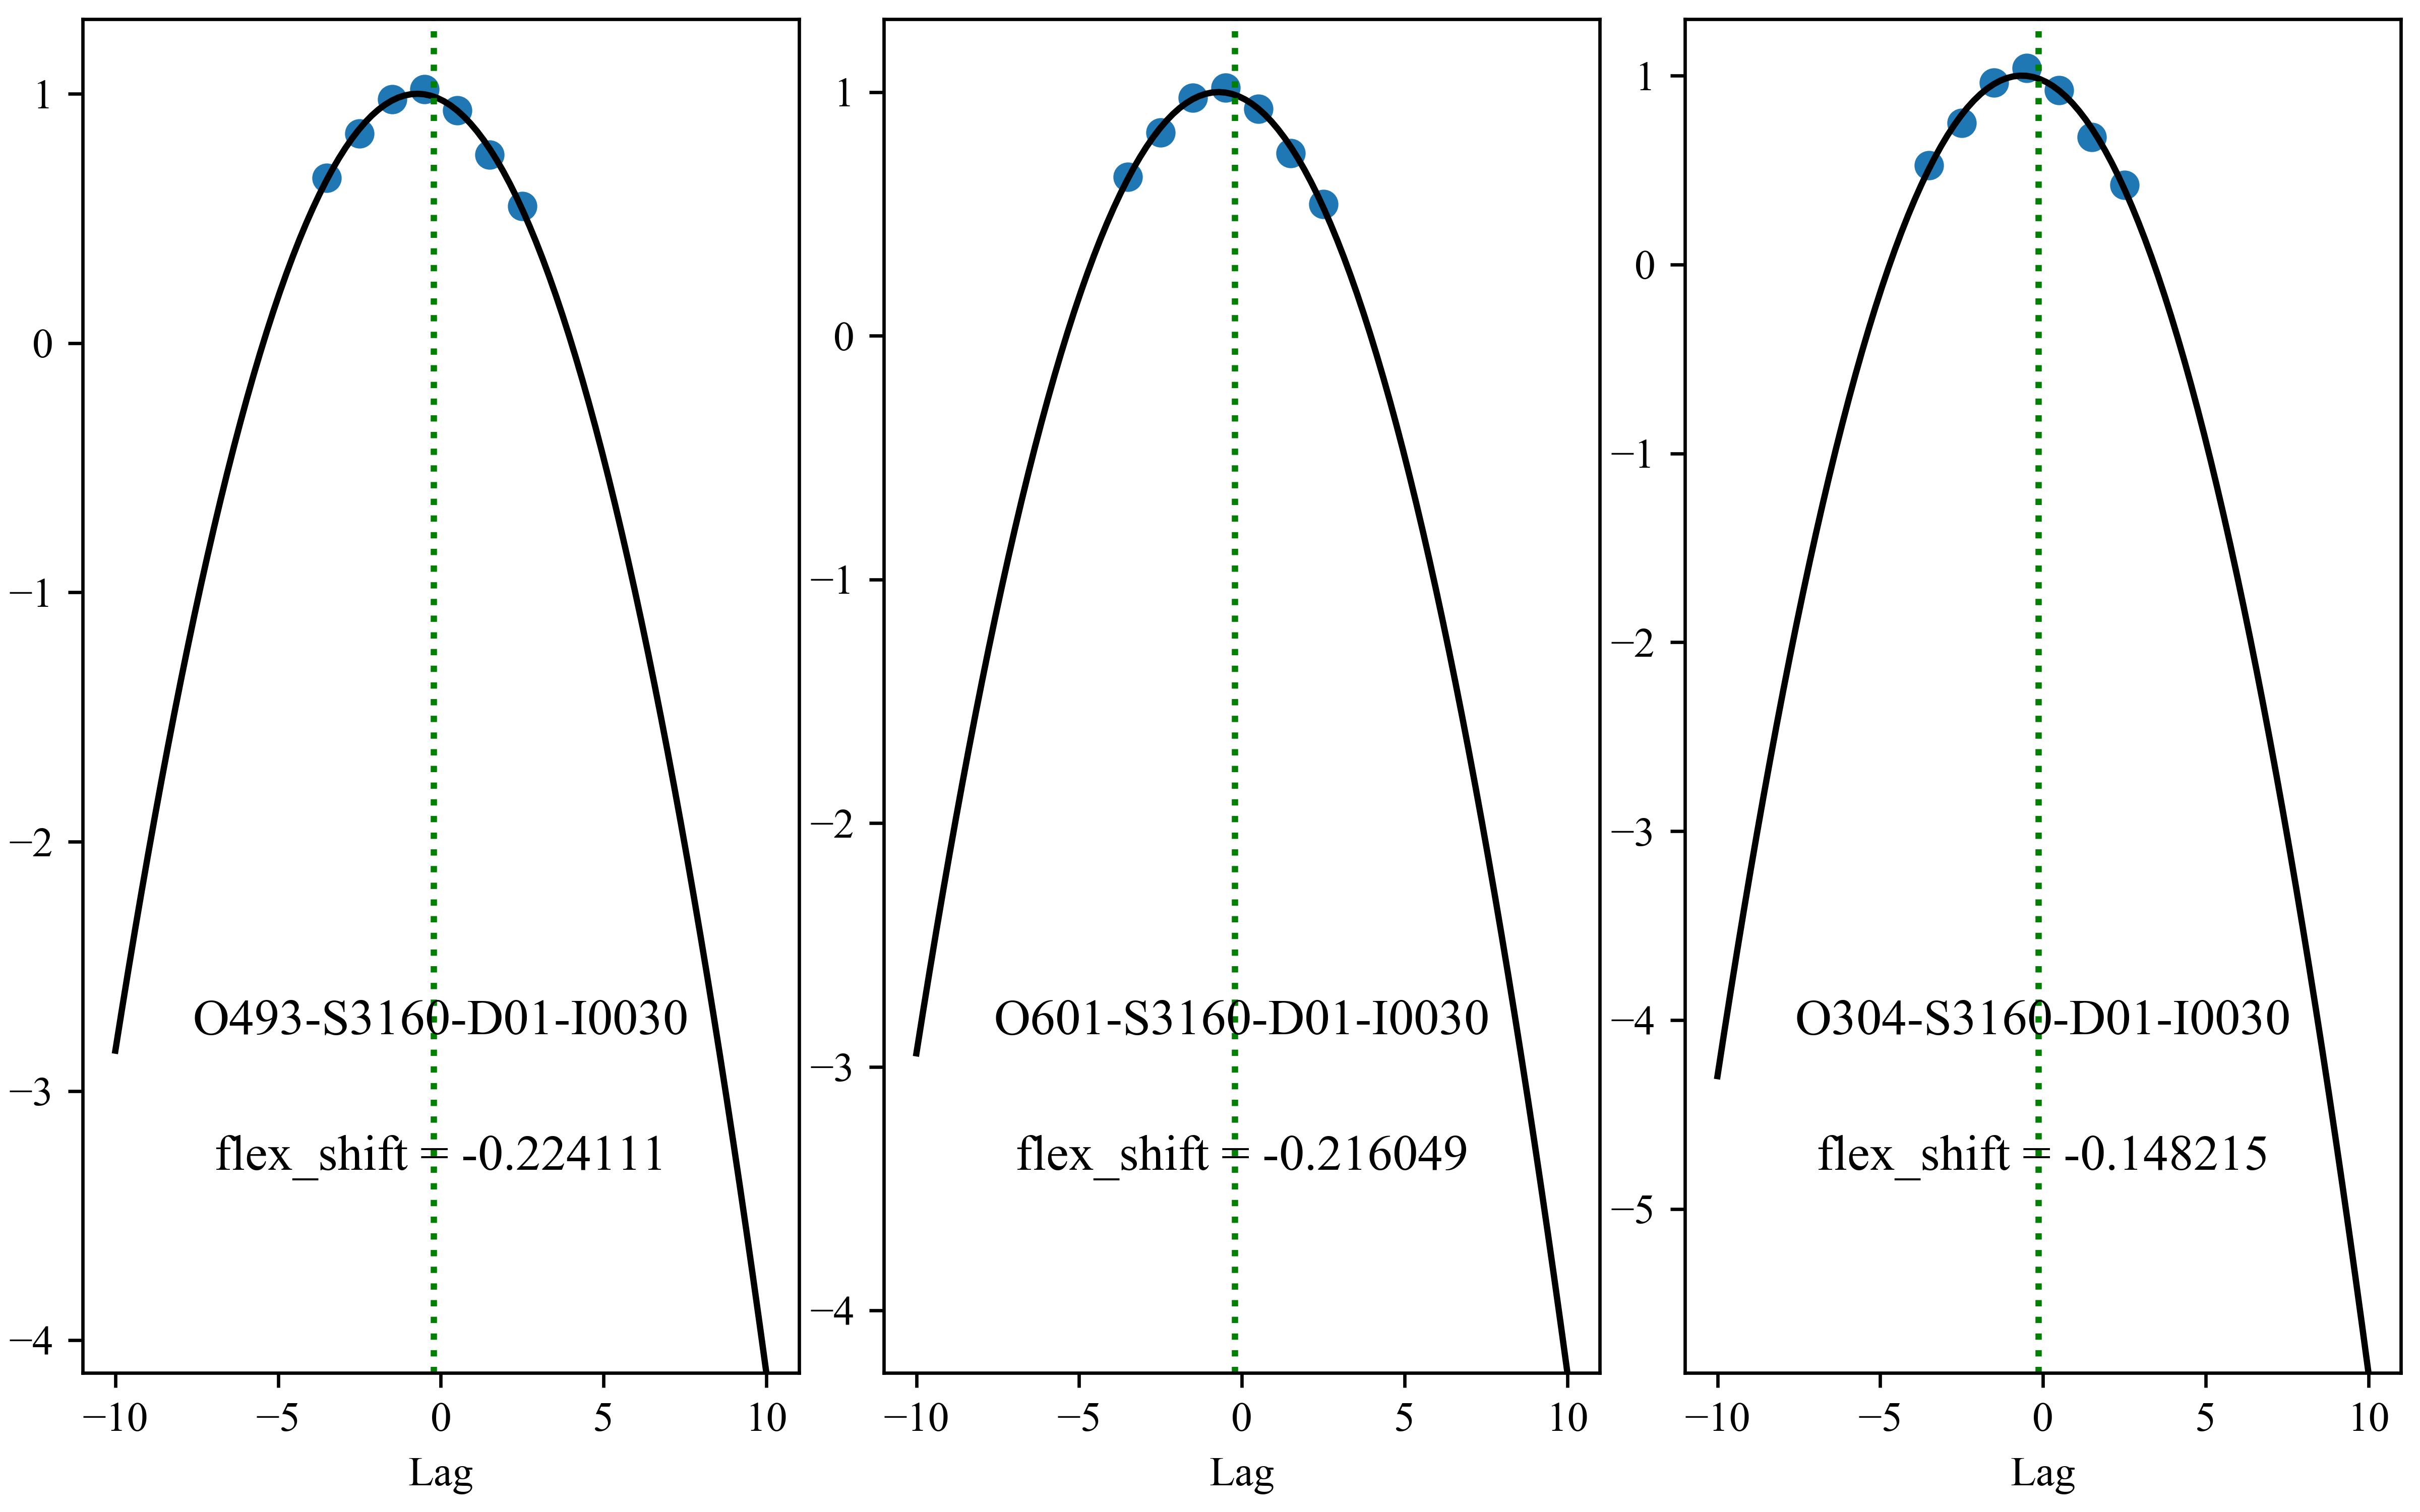 1
0
−1
−2
−3
−4
−10 −5 0 5 10
Lag
O493-S3160-D01-I0030
flex_shift = -0.224111
1
0
−1
−2
−3
−4
−10 −5 0 5 10
Lag
O601-S3160-D01-I0030
flex_shift = -0.216049
1
0
−1
−2
−3
−4
−5
−10 −5 0 5 10
Lag
O304-S3160-D01-I0030
flex_shift = -0.148215